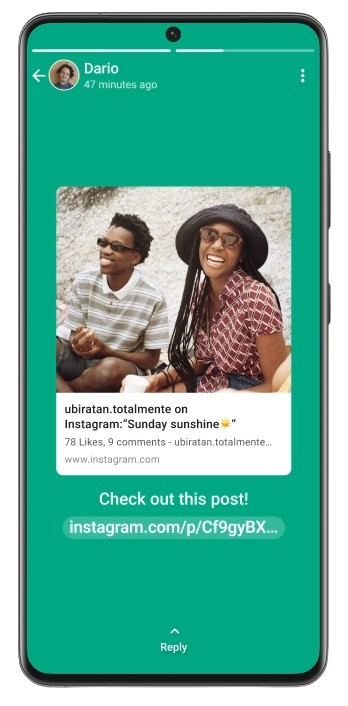 Dario
47 minutes ago
ubiratan.totalmente on
Instagram:“Sunday sunshine☀️”
78 Likes, 9 comments - ubiratan.totalmente...
www.instagram.com
Check out this post!
instagram.com/p/Cf9gyBX...
Reply